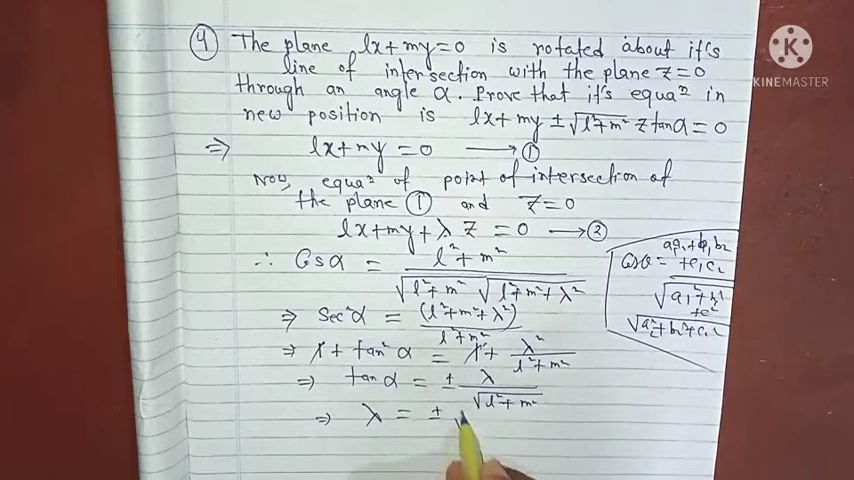 4 The plane lx+my=0 is rotated about it's
line of intersection with the plane z=0
through an angle α. Prove that it's equaⁿ in
new position is lx+my ± √l²+m² z tanα = 0
⇒ lx+my = 0 ⟶ ①
Now, equaⁿ of point of intersection of
the plane ① and z=0
lx+my+λz = 0 ⟶ ②
∴ Cosα = l²+m² / √l²+m² √l²+m²+λ²
⇒ Sec²α = (l²+m²+λ²) / l²+m²
⇒ 1+tan²α = 1+ λ² / l²+m²
⇒ tanα = ± λ / √l²+m²
⇒ λ = ± √
Cosθ = a₁a₂+b₁b₂
+c₁c₂
√a₁²+b₁²
+c²
√a₂²+b₂²+c₂²
K
KINEMASTER